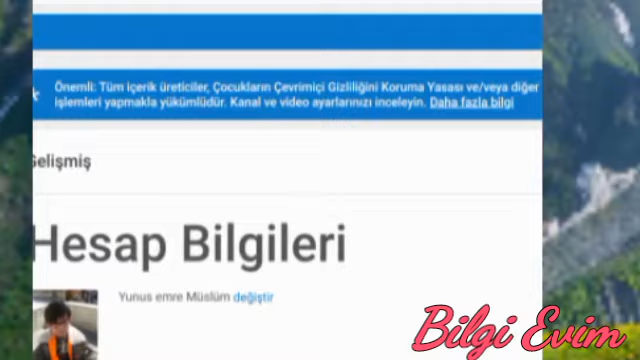 Önemli: Tüm içerik üreticiler, Çocukların Çevrimiçi Gizliliğini Koruma Yasası ve/veya diğer
işlemleri yapmakla yükümlüdür. Kanal ve video ayarlarınızı inceleyin. Daha fazla bilgi
Gelişmiş
Hesap Bilgileri
Yunus emre Müslüm değiştir
Bilgi Evim